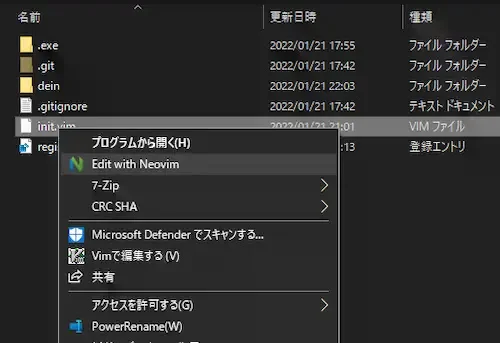 名前 更新日時 種類
.exe 2022/01/21 17:55 ファイル フォルダー
.git 2022/01/21 17:42 ファイル フォルダー
dein 2022/01/21 22:03 ファイル フォルダー
.gitignore 2022/01/21 17:42 テキスト ドキュメント
init.vim 2022/01/21 21:01 VIM ファイル
regi :13 登録エントリ
プログラムから開く(H)
Edit with Neovim
7-Zip
CRC SHA
Microsoft Defender でスキャンする...
Vimで編集する (V)
共有
アクセスを許可する(G)
PowerRename(W)